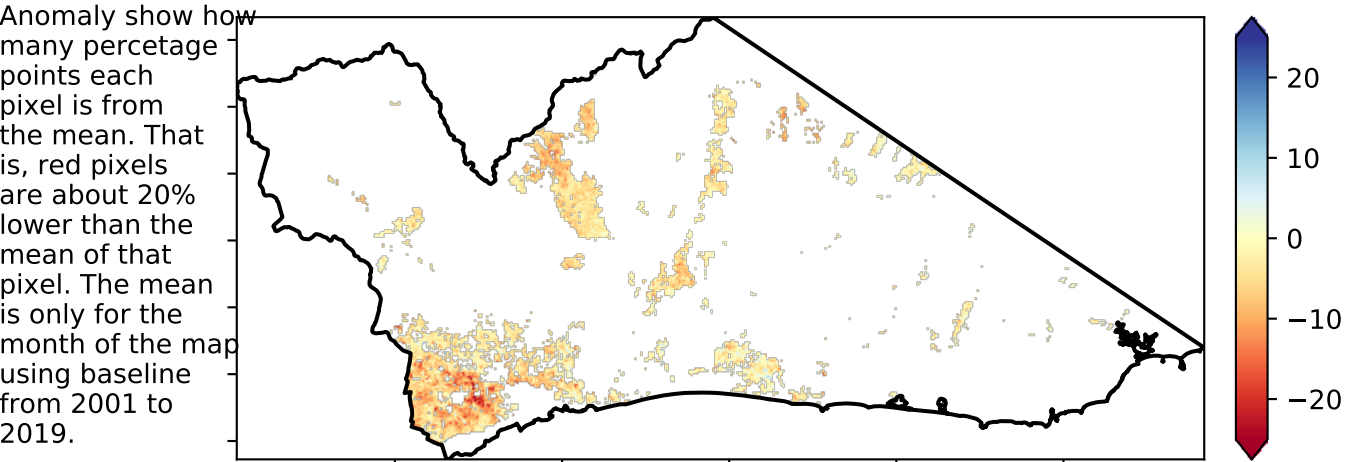 Anomaly show how
many percetage
points each
pixel is from
the mean. That
is, red pixels
are about 20%
lower than the
mean of that
pixel. The mean
is only for the
month of the map
using baseline
from 2001 to
2019.
20
10
0
−10
−20